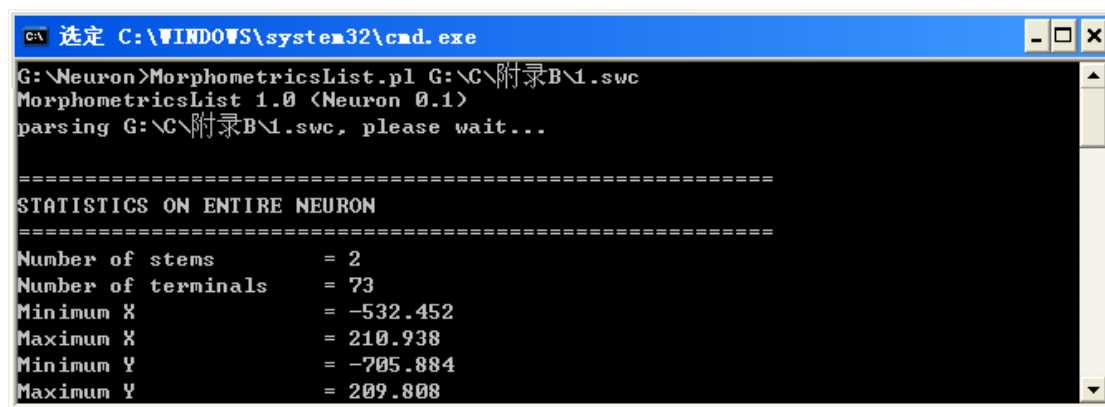 选定 C:\WINDOWS\system32\cmd.exe
G:\Neuron>MorphometricsList.pl G:\C\附录B\1.swc
MorphometricsList 1.0 (Neuron 0.1)
parsing G:\C\附录B\1.swc, please wait...
=========================================================
STATISTICS ON ENTIRE NEURON
=========================================================
Number of stems = 2
Number of terminals = 73
Minimum X = -532.452
Maximum X = 210.938
Minimum Y = -705.884
Maximum Y = 209.808